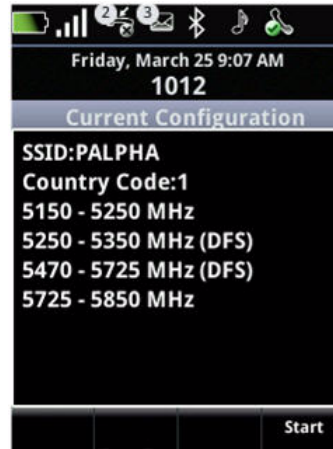 2 3
Friday, March 25 9:07 AM
1012
Current Configuration
SSID:PALPHA
Country Code:1
5150 - 5250 MHz
5250 - 5350 MHz (DFS)
5470 - 5725 MHz (DFS)
5725 - 5850 MHz
Start